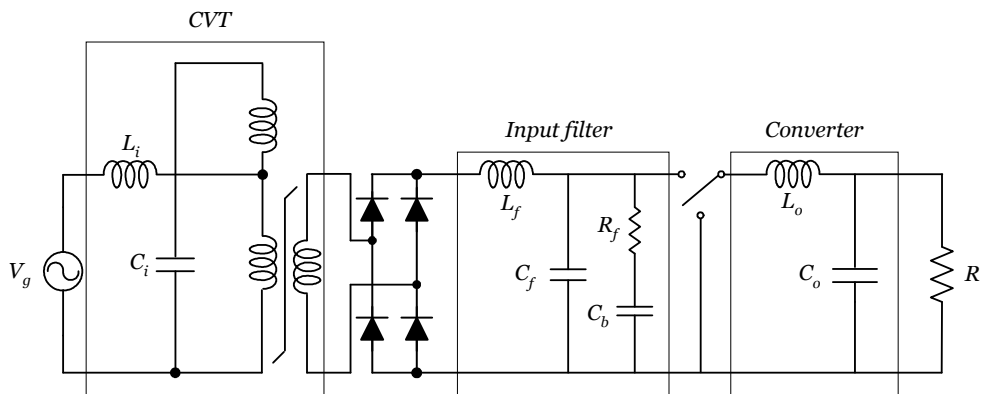 CVT
Input filter
Converter
L_i
L_f
L_o
R_f
V_g
C_i
C_f
C_b
C_o
R